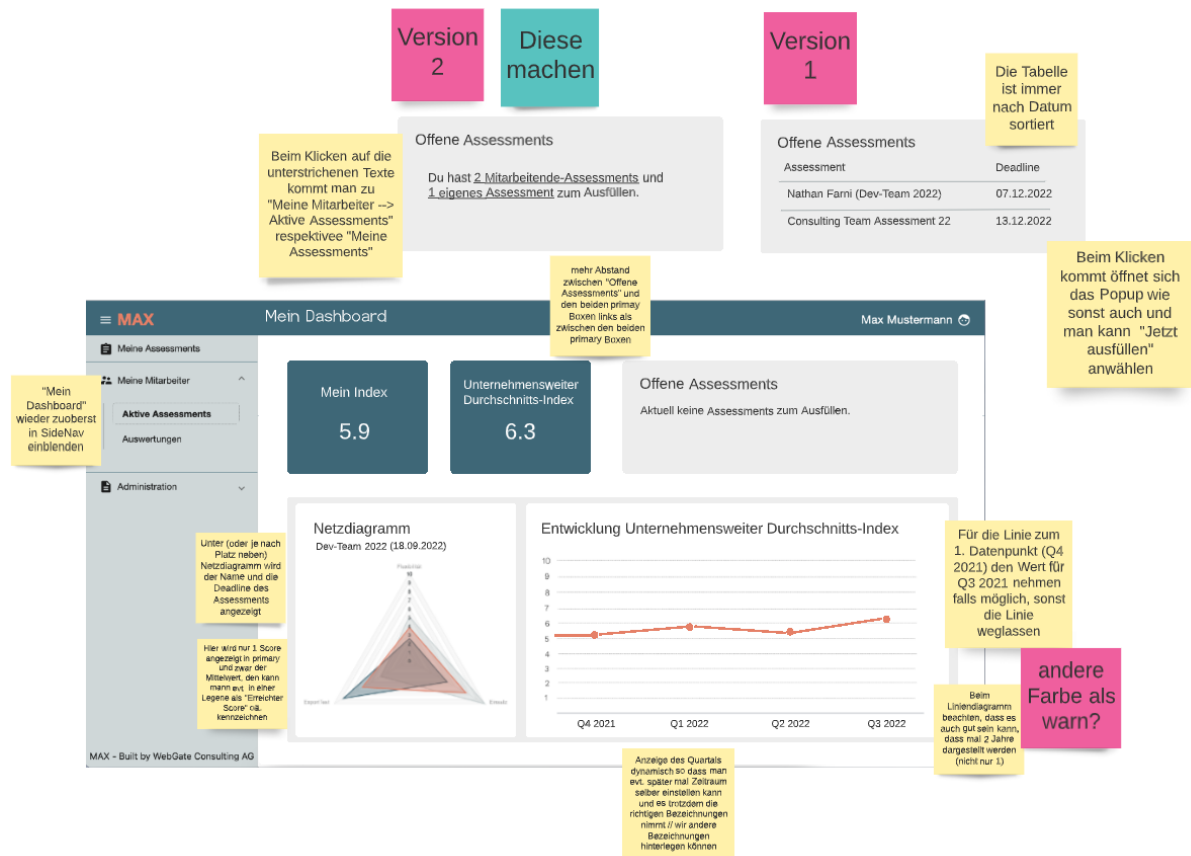 Version
2
Diese
machen
Version
1
Die Tabelle
ist immer
nach Datum
sortiert
Beim Klicken auf die
unterstrichenen Texte
kommt man zu
"Meine Mitarbeiter -->
Aktive Assessments"
respektivee "Meine
Assessments"
Offene Assessments
Du hast 2 Mitarbeitende-Assessments und
1 eigenes Assessment zum Ausfüllen.
Offene Assessments
Assessment Deadline
Nathan Farni (Dev-Team 2022) 07.12.2022
Consulting Team Assessment 22 13.12.2022
Beim Klicken
kommt öffnet sich
das Popup wie
sonst auch und
man kann "Jetzt
ausfüllen"
anwählen
mehr Abstand
zwischen "Offene
Assessments" und
den beiden primay
Boxen links als
zwischen den beiden
primary Boxen
MAX
Mein Dashboard
Max Mustermann
Meine Assessments
Meine Mitarbeiter
Aktive Assessments
Auswertungen
Administration
"Mein
Dashboard"
wieder zuoberst
in SideNav
einblenden
Mein Index
5.9
Unternehmensweiter
Durchschnitts-Index
6.3
Offene Assessments
Aktuell keine Assessments zum Ausfüllen.
Unter (oder je nach
Platz neben)
Netzdiagramm wird
der Name und die
Deadline des
Assessments
angezeigt
Hier wird nur 1 Score
angezeigt in primary
und zwar der
Mittelwert, den kann
mann evt. in einer
Legene als "Erreichter
Score" oä.
kennzeichnen
MAX - Built by WebGate Consulting AG
Netzdiagramm
Dev-Team 2022 (18.09.2022)
10
9
8
7
6
Einsatz
Entwicklung Unternehmensweiter Durchschnitts-Index
10
9
8
7
6
5
4
3
2
1
Q4 2021 Q1 2022 Q2 2022 Q3 2022
Für die Linie zum
1. Datenpunkt (Q4
2021) den Wert für
Q3 2021 nehmen
falls möglich, sonst
die Linie
weglassen
andere
Farbe als
warn?
Beim
Liniendiagramm
beachten, dass es
auch gut sein kann,
dass mal 2 Jahre
dargestellt werden
(nicht nur 1)
Anzeige des Quartals
dynamisch so dass man
evt. später mal Zeitraum
selber einstellen kann
und es trotzdem die
richtigen Bezeichnungen
nimmt // wir andere
Bezeichnungen
hinterlegen können